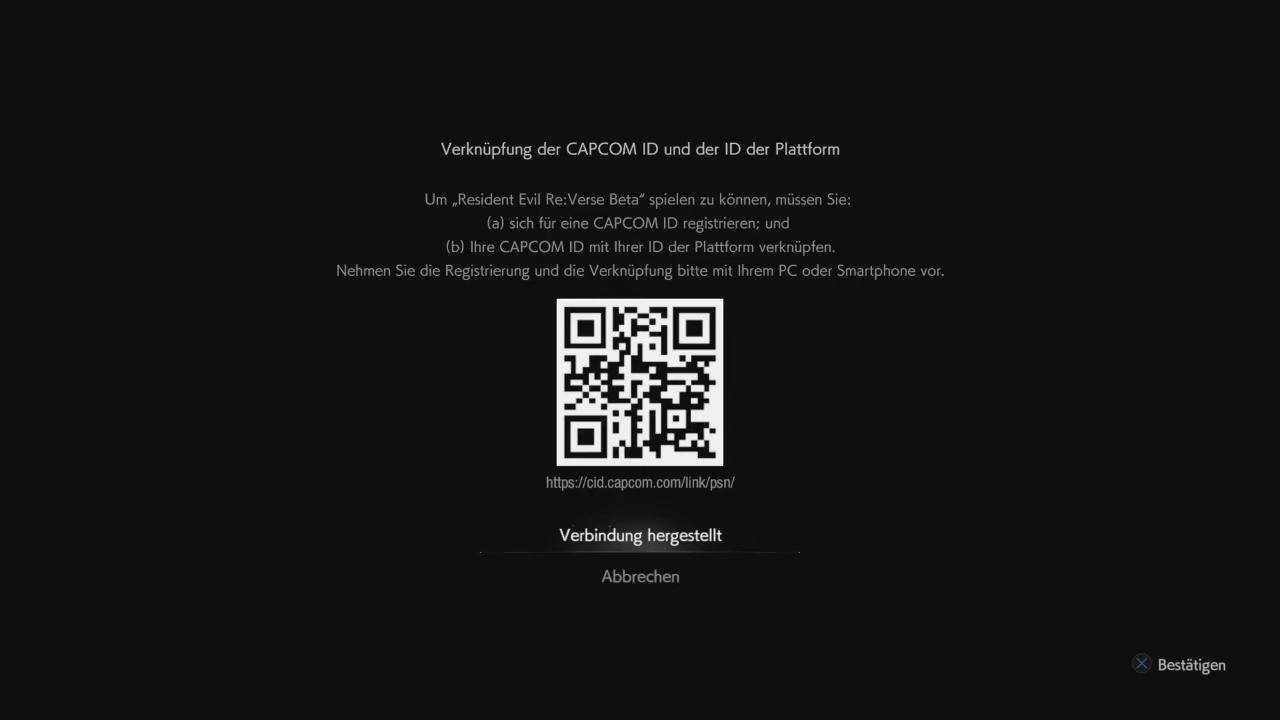 Verknüpfung der CAPCOM ID und der ID der Plattform
Um „Resident Evil Re:Verse Beta“ spielen zu können, müssen Sie:
(a) sich für eine CAPCOM ID registrieren; und
(b) Ihre CAPCOM ID mit Ihrer ID der Plattform verknüpfen.
Nehmen Sie die Registrierung und die Verknüpfung bitte mit Ihrem PC oder Smartphone vor.
https://cid.capcom.com/link/psn/
Verbindung hergestellt
Abbrechen
Bestätigen